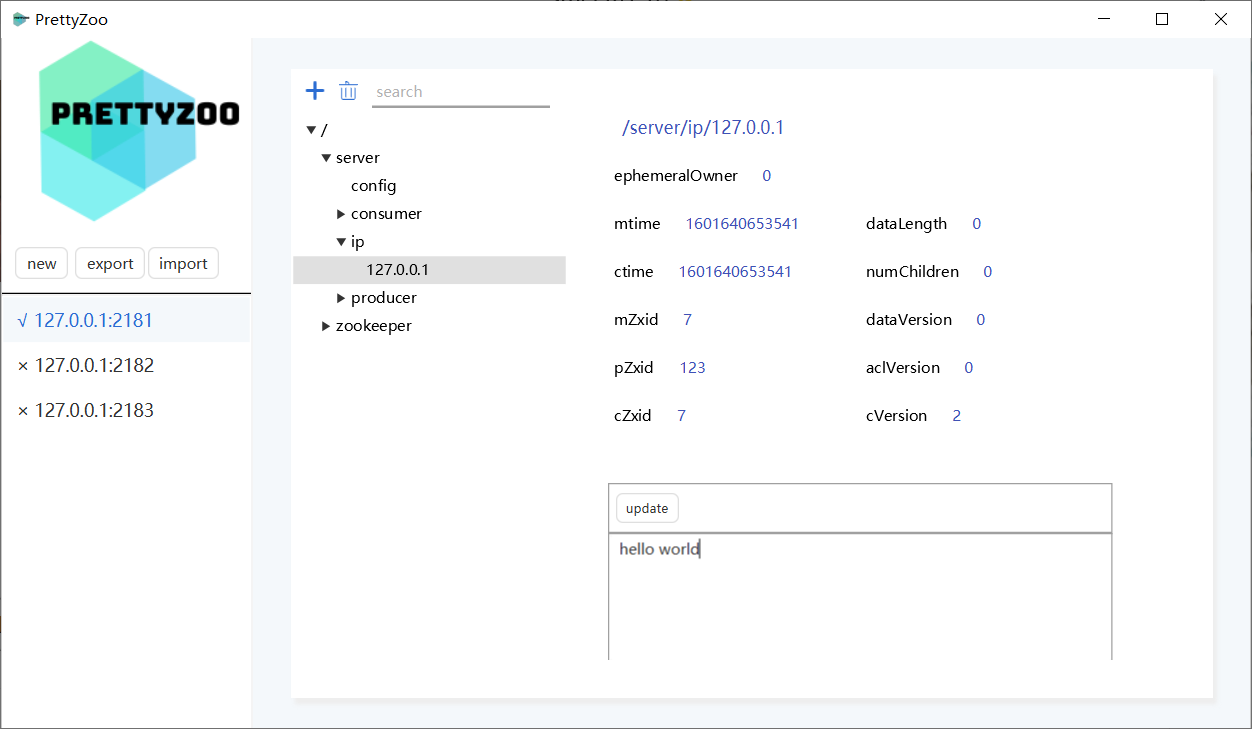 PrettyZoo
PRETTYZOO
new export import
√ 127.0.0.1:2181
× 127.0.0.1:2182
× 127.0.0.1:2183
search
/
server
config
consumer
ip
127.0.0.1
producer
zookeeper
/server/ip/127.0.0.1
ephemeralOwner 0
mtime 1601640653541 dataLength 0
ctime 1601640653541 numChildren 0
mZxid 7 dataVersion 0
pZxid 123 aclVersion 0
cZxid 7 cVersion 2
update
hello world